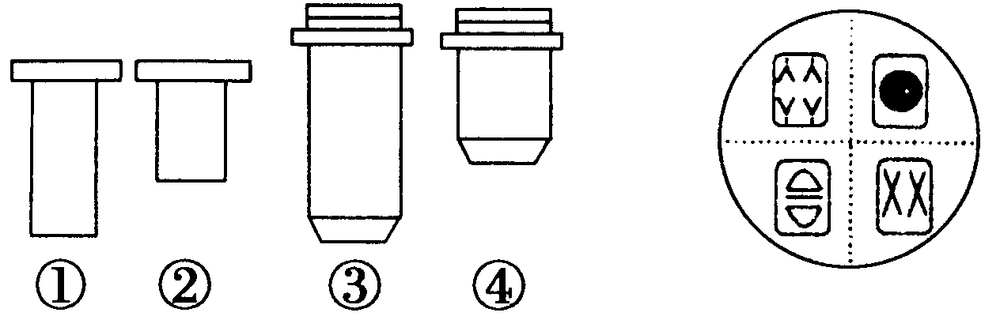 ① ② ③ ④